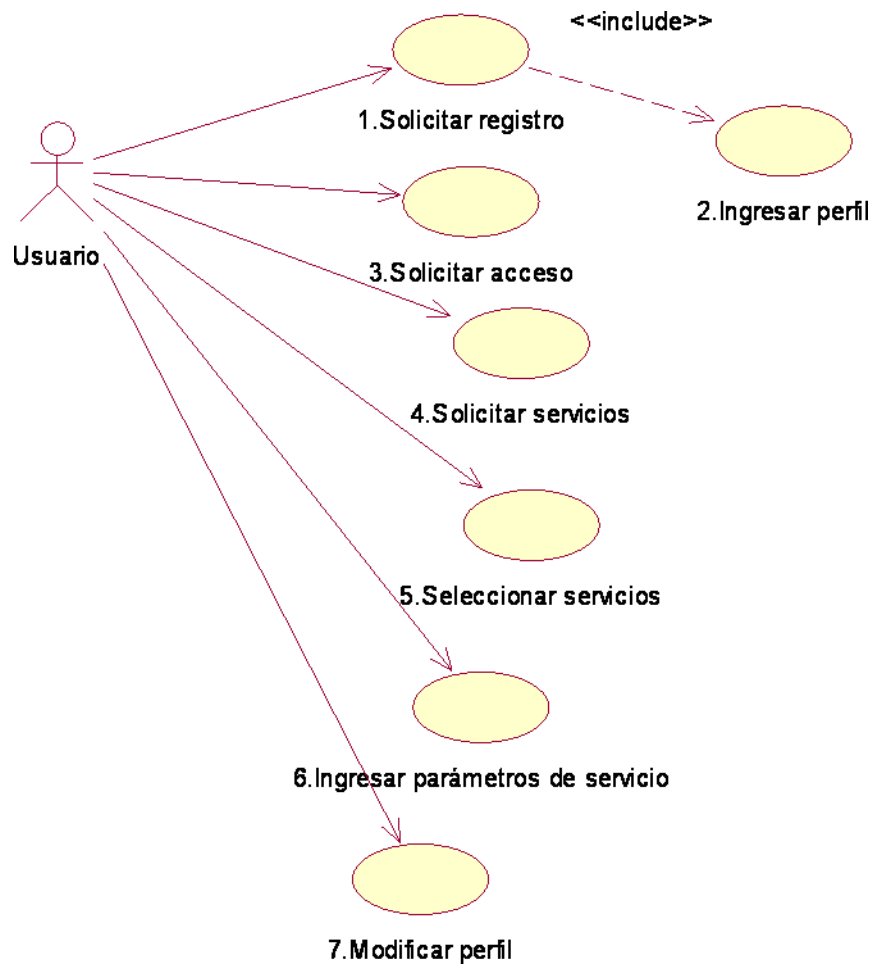 <<include>>
1.Solicitar registro
2.Ingresar perfil
Usuario
3.Solicitar acceso
4.Solicitar servicios
5.Seleccionar servicios
6.Ingresar parámetros de servicio
7.Modificar perfil